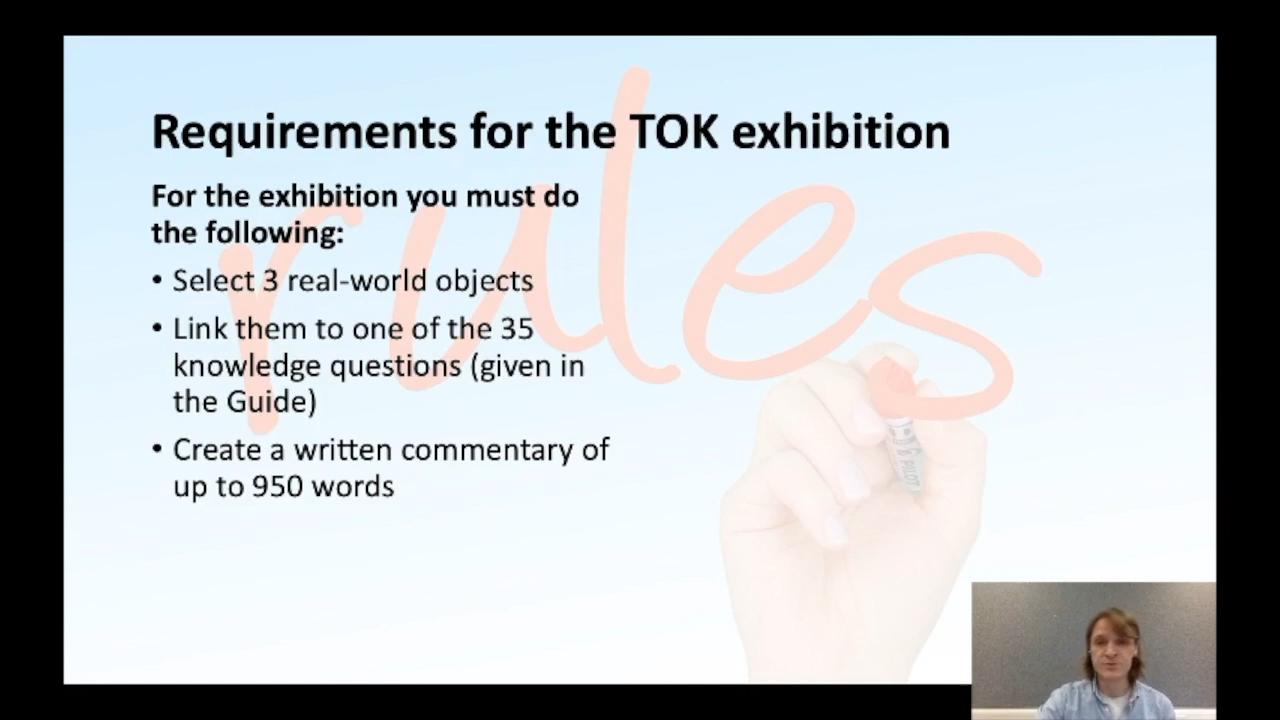 Requirements for the TOK exhibition
For the exhibition you must do
the following:
• Select 3 real-world objects
• Link them to one of the 35
knowledge questions (given in
the Guide)
• Create a written commentary of
up to 950 words
rules
PILOT